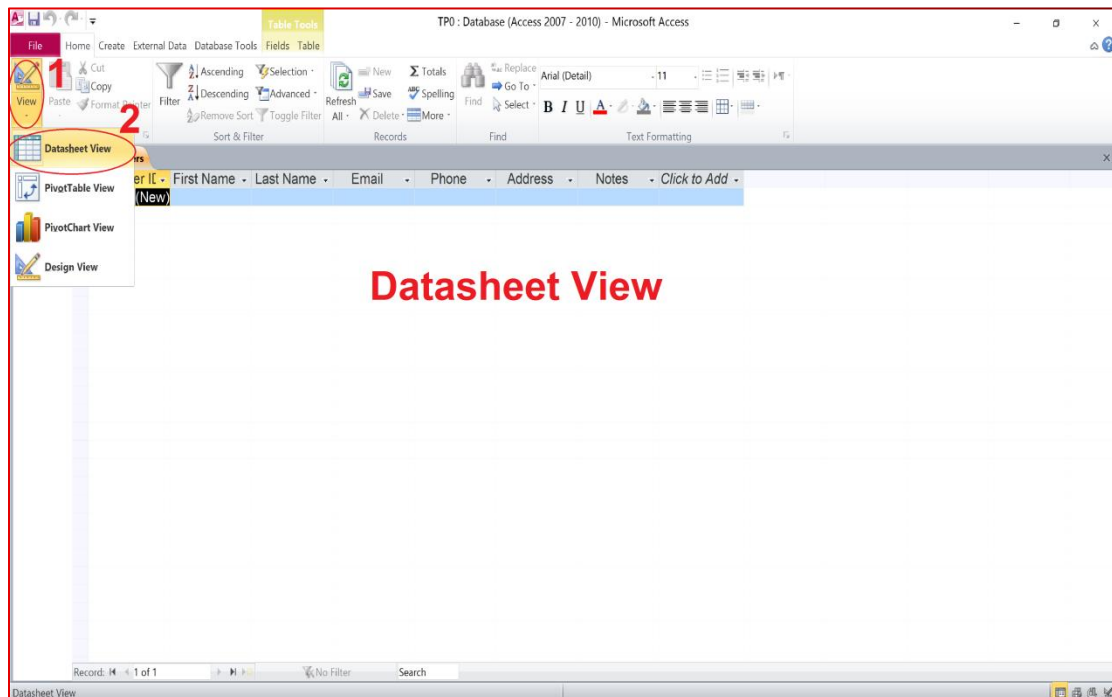 TP0 : Database (Access 2007 - 2010) - Microsoft Access
Table Tools
File Home Create External Data Database Tools Fields Table
1
2
View
Paste
Cut
Copy
Format Painter
Filter
Ascending
Descending
Remove Sort
Selection
Advanced
Toggle Filter
Sort & Filter
Refresh
All
New
Save
Delete
Totals
Spelling
More
Records
Find
Replace
Go To
Select
Find
Arial (Detail) 11
B I U A
Text Formatting
Datasheet View
PivotTable View
PivotChart View
Design View
First Name Last Name Email Phone Address Notes Click to Add
(New)
Datasheet View
Record: 1 of 1 No Filter Search
Datasheet View